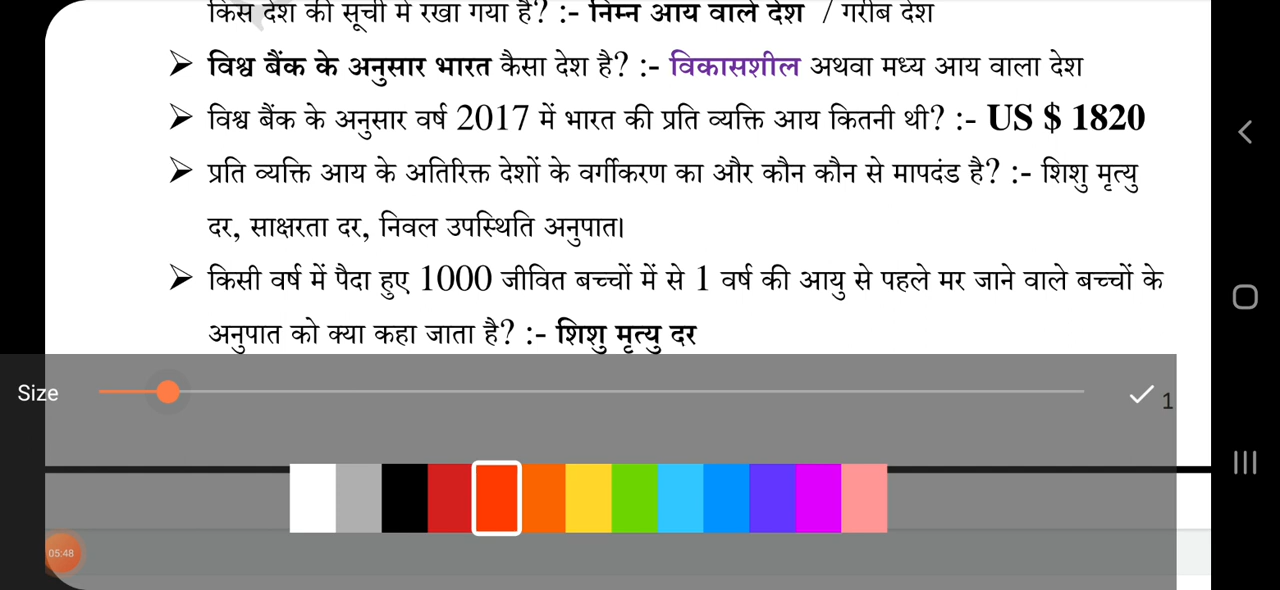 किस देश की सूची में रखा गया है? :- निम्न आय वाले देश / गरीब देश
➢ विश्व बैंक के अनुसार भारत कैसा देश है? :- विकासशील अथवा मध्य आय वाला देश
➢ विश्व बैंक के अनुसार वर्ष 2017 में भारत की प्रति व्यक्ति आय कितनी थी? :- US $ 1820
➢ प्रति व्यक्ति आय के अतिरिक्त देशों के वर्गीकरण का और कौन कौन से मापदंड है? :- शिशु मृत्यु
दर, साक्षरता दर, निवल उपस्थिति अनुपात।
➢ किसी वर्ष में पैदा हुए 1000 जीवित बच्चों में से 1 वर्ष की आयु से पहले मर जाने वाले बच्चों के
अनुपात को क्या कहा जाता है? :- शिशु मृत्यु दर
Size
1
05:48